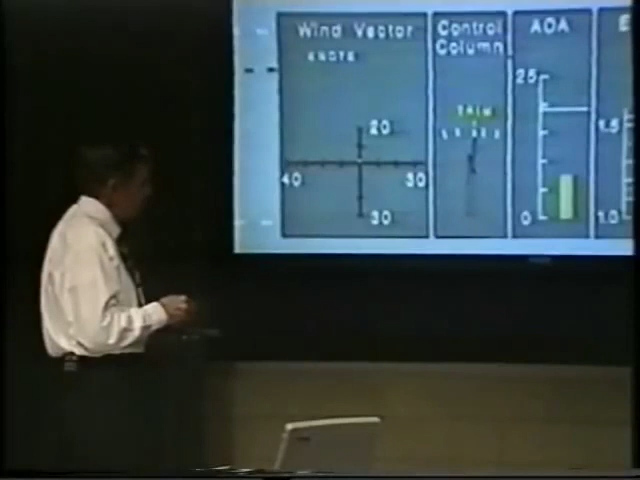 Wind Vector
KNOTS
20
40
30
30
Control
Column
TRIM
AOA
25
0
E
1.5
1.0